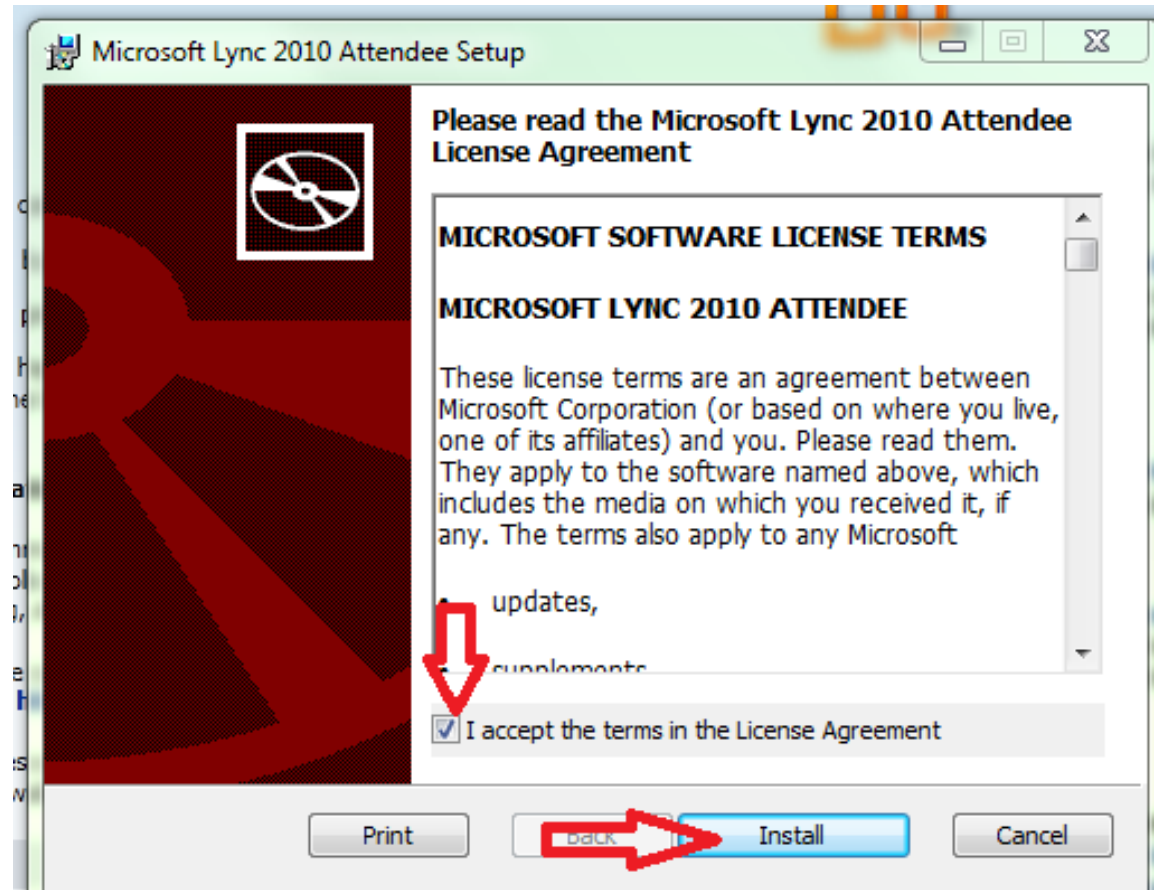 Microsoft Lync 2010 Attendee Setup
Please read the Microsoft Lync 2010 Attendee
License Agreement
MICROSOFT SOFTWARE LICENSE TERMS
MICROSOFT LYNC 2010 ATTENDEE
These license terms are an agreement between
Microsoft Corporation (or based on where you live,
one of its affiliates) and you. Please read them.
They apply to the software named above, which
includes the media on which you received it, if
any. The terms also apply to any Microsoft
updates,
supplements
I accept the terms in the License Agreement
Print
Back
Install
Cancel